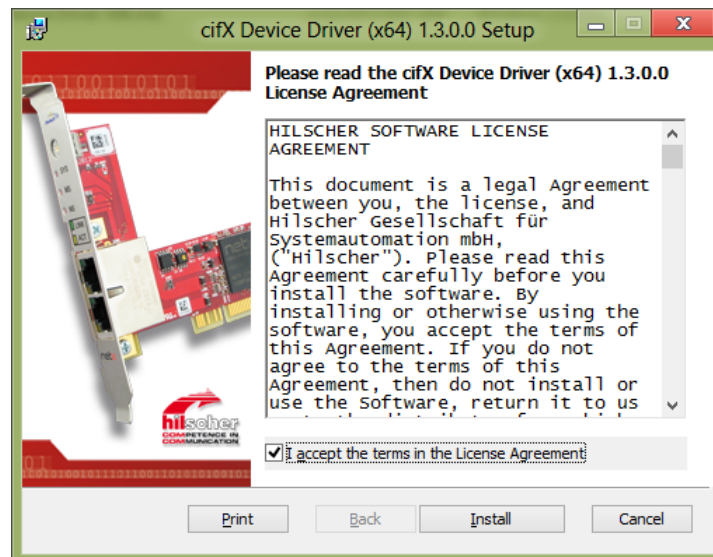 cifX Device Driver (x64) 1.3.0.0 Setup
Please read the cifX Device Driver (x64) 1.3.0.0
License Agreement
HILSCHER SOFTWARE LICENSE
AGREEMENT
This document is a legal Agreement
between you, the license, and
Hilscher Gesellschaft für
Systemautomation mbH,
("Hilscher"). Please read this
Agreement carefully before you
install the software. By
installing or otherwise using the
software, you accept the terms of
this Agreement. If you do not
agree to the terms of this
Agreement, then do not install or
use the Software, return it to us
SYS
LINK
ACT
hilscher
COMPETENCE IN
COMMUNICATION
I accept the terms in the License Agreement
Print
Back
Install
Cancel